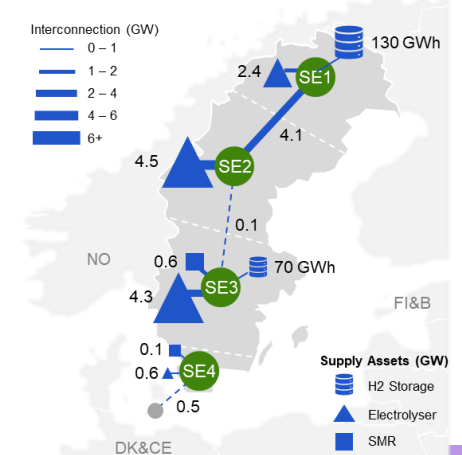 Interconnection (GW)
0 – 1
1 – 2
2 – 4
4 – 6
6+
130 GWh
2.4
SE1
4.1
4.5
SE2
0.1
NO
0.6
70 GWh
SE3
4.3
FI&B
0.1
Supply Assets (GW)
0.6
SE4
H2 Storage
0.5
Electrolyser
SMR
DK&CE